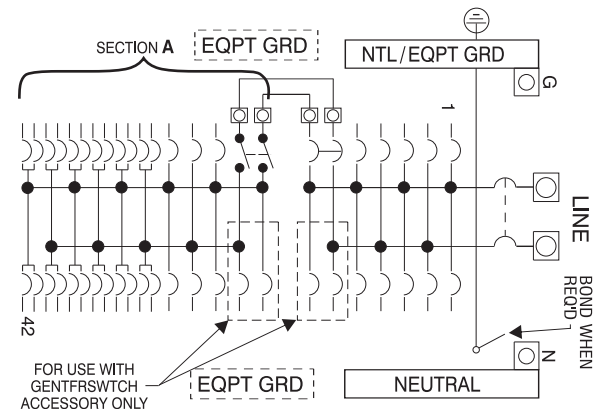 SECTION A
EQPT GRD
NTL/EQPT GRD
G
1
LINE
BOND WHEN
REQ'D
42
N
FOR USE WITH
GENTFRSWTCH
ACCESSORY ONLY
EQPT GRD
NEUTRAL